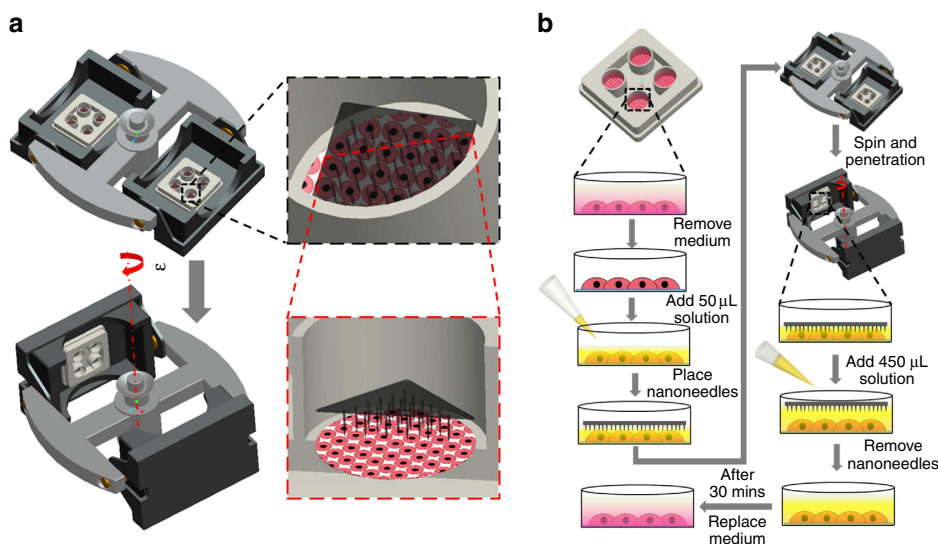 a
ω
b
Remove
medium
Add 50 μL
solution
Place
nanoneedles
Spin and
penetration
Add 450 μL
solution
Remove
nanoneedles
After
30 mins
Replace
medium